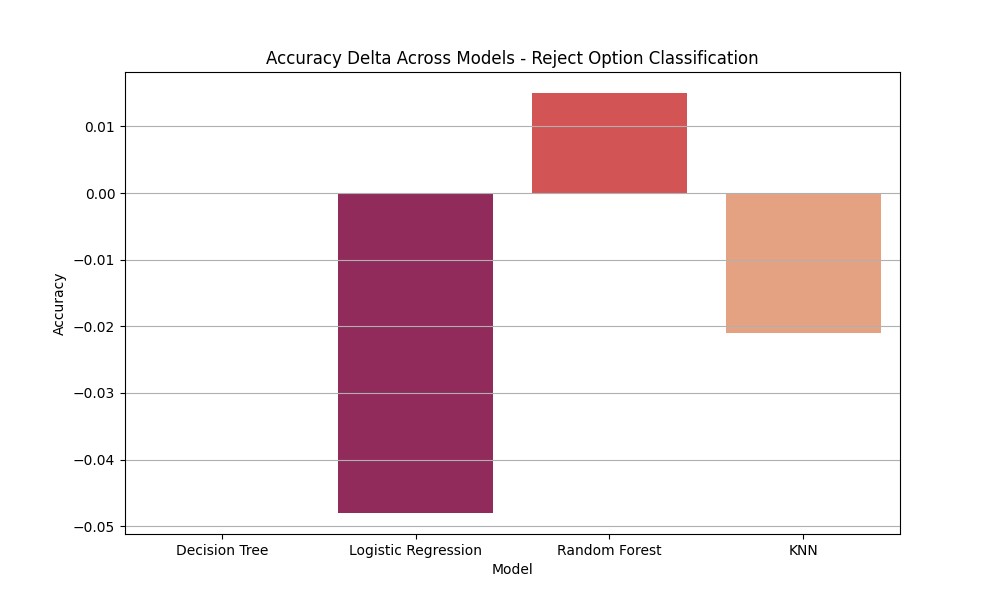 Accuracy Delta Across Models - Reject Option Classification
Accuracy
0.01
0.00
−0.01
−0.02
−0.03
−0.04
−0.05
Decision Tree
Logistic Regression
Random Forest
KNN
Model